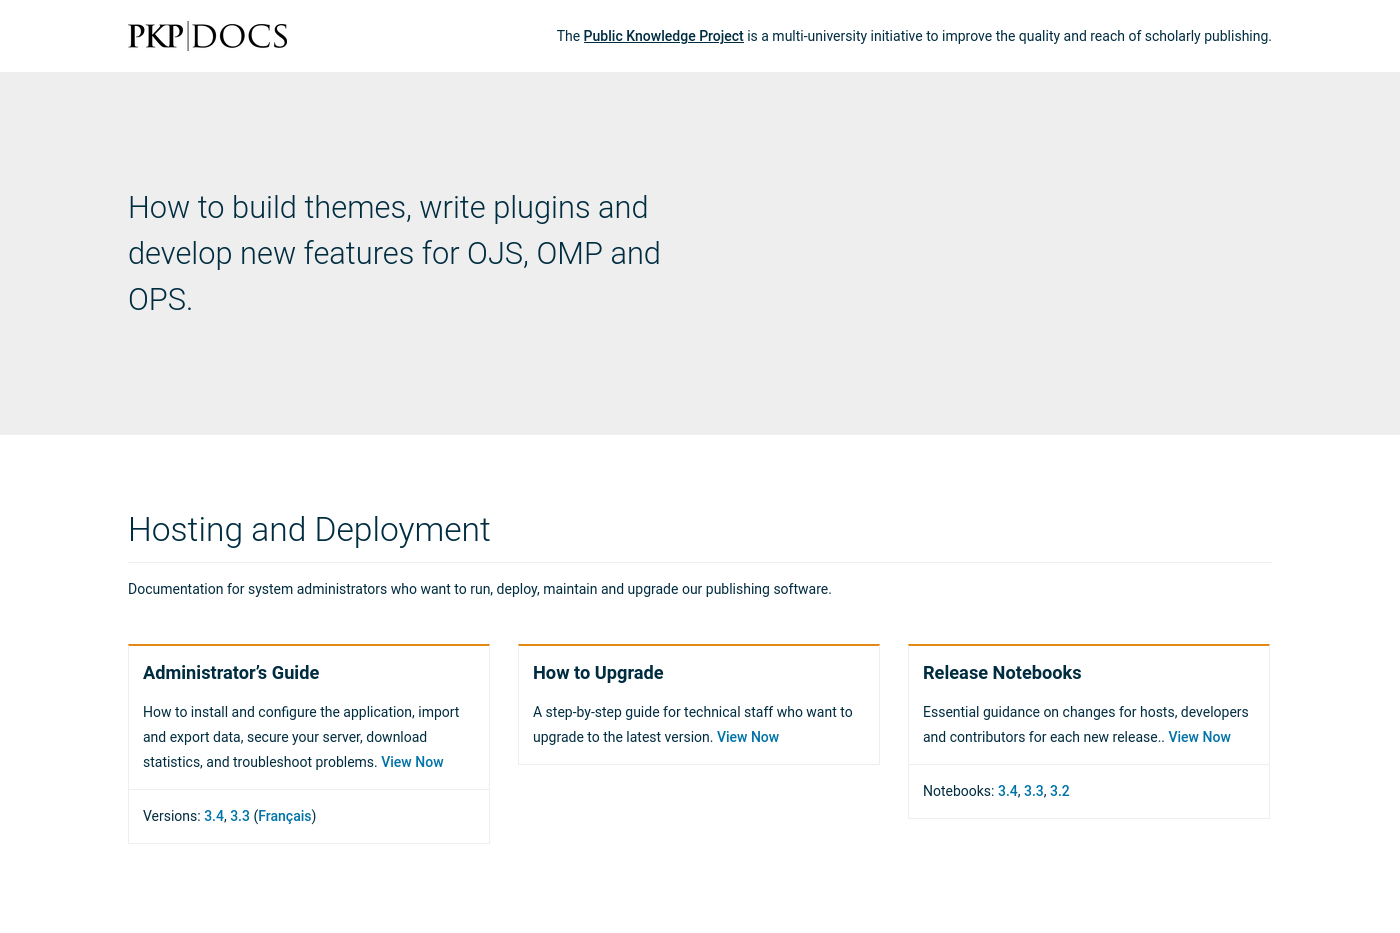 PKP|DOCS
The Public Knowledge Project is a multi-university initiative to improve the quality and reach of scholarly publishing.
How to build themes, write plugins and
develop new features for OJS, OMP and
OPS.
Hosting and Deployment
Documentation for system administrators who want to run, deploy, maintain and upgrade our publishing software.
Administrator’s Guide
How to install and configure the application, import
and export data, secure your server, download
statistics, and troubleshoot problems. View Now
Versions: 3.4, 3.3 (Français)
How to Upgrade
A step-by-step guide for technical staff who want to
upgrade to the latest version. View Now
Release Notebooks
Essential guidance on changes for hosts, developers
and contributors for each new release.. View Now
Notebooks: 3.4, 3.3, 3.2